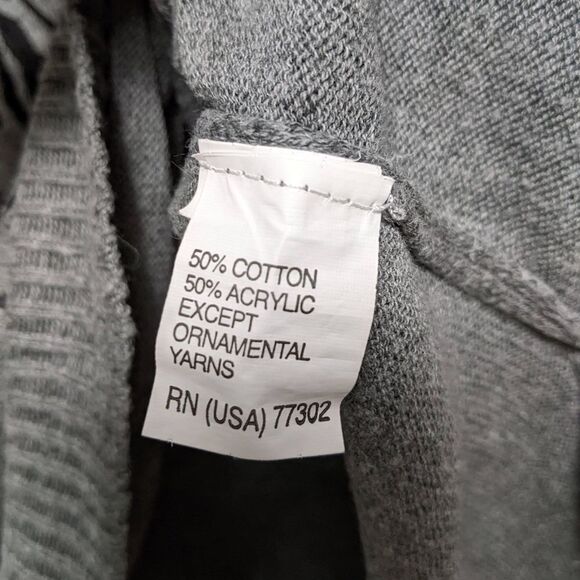 50% COTTON
50% ACRYLIC
EXCEPT
ORNAMENTAL
YARNS
RN (USA) 77302